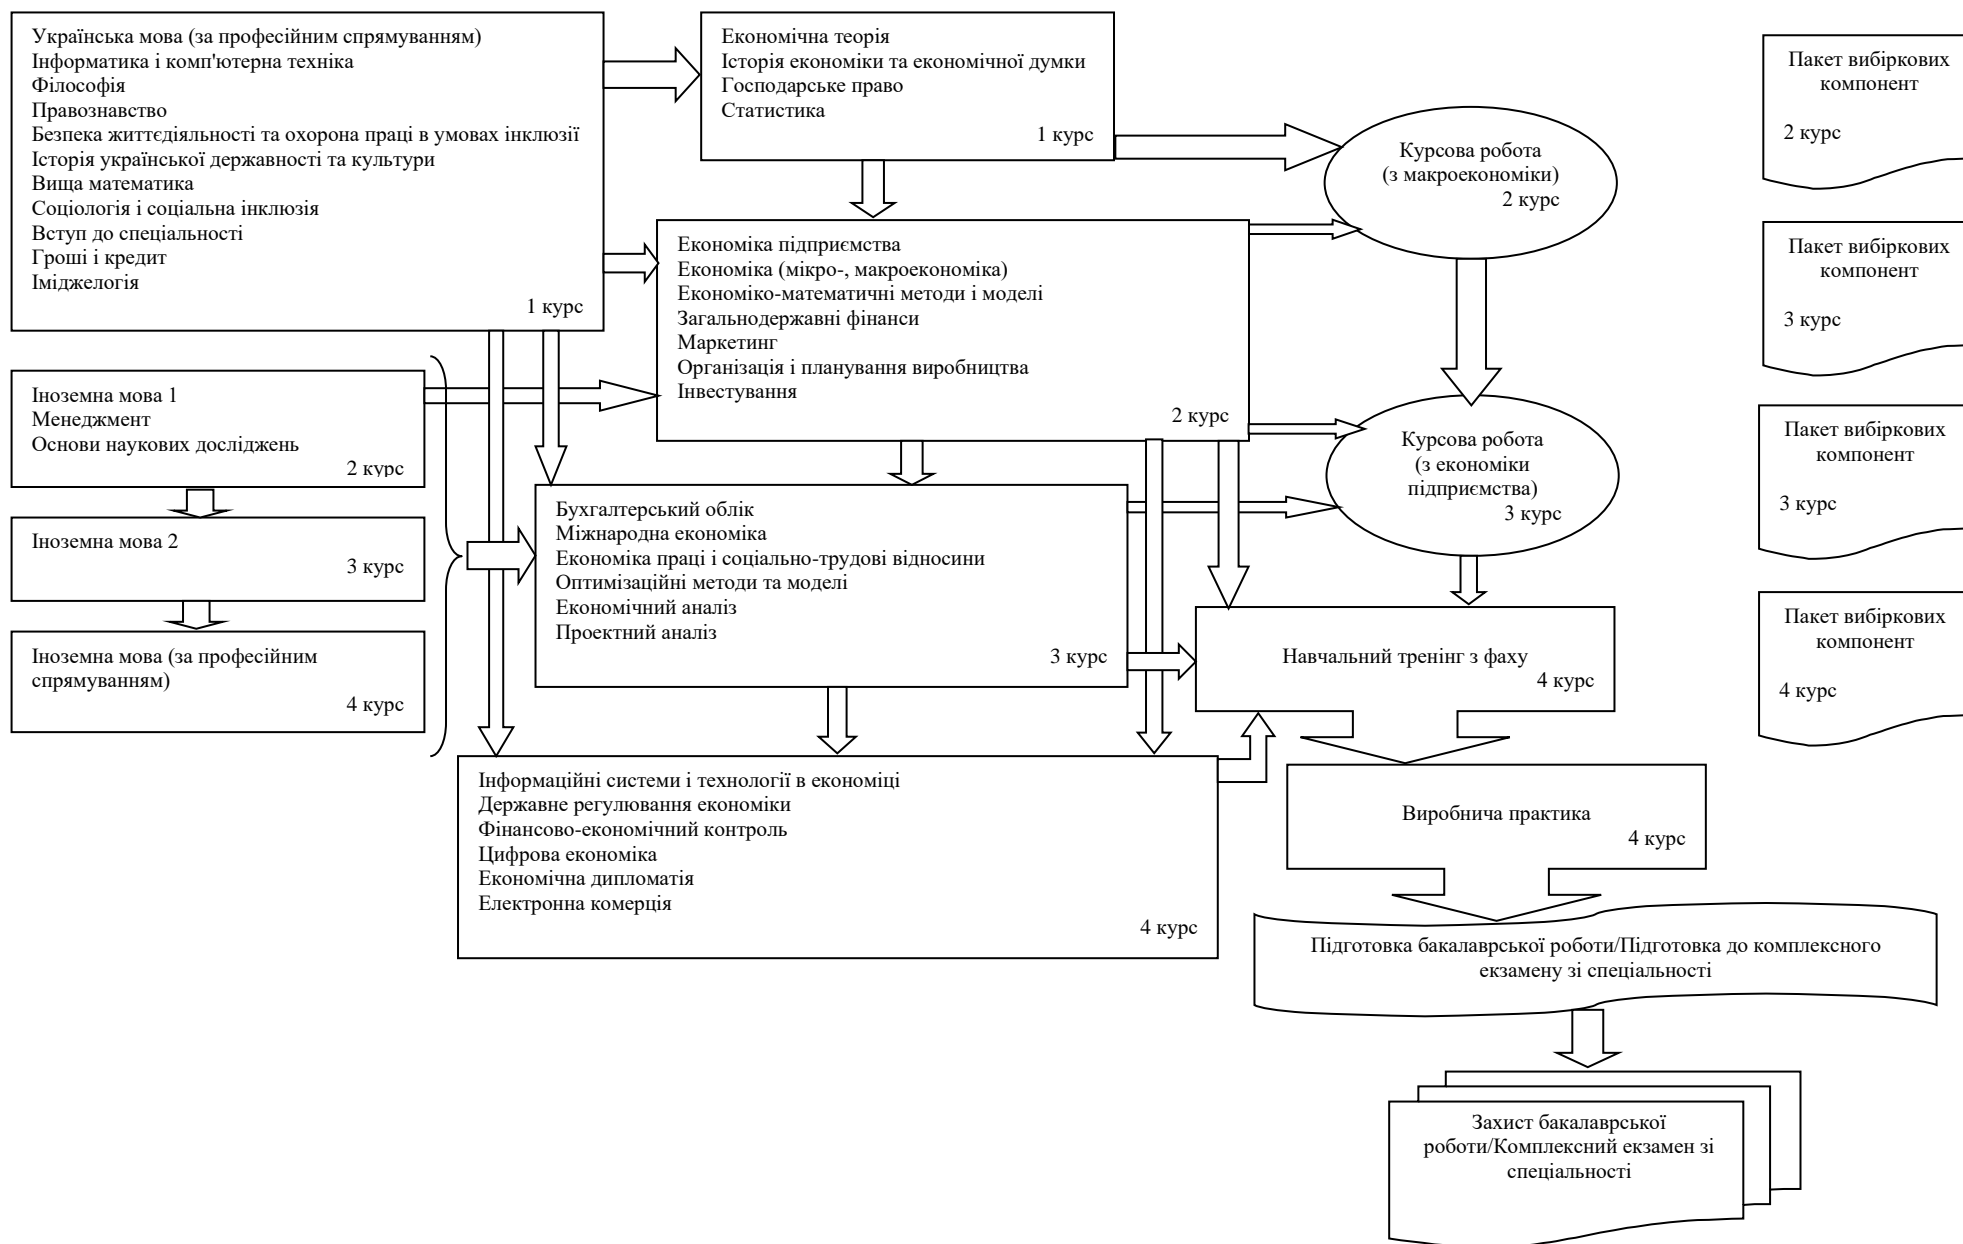 Українська мова (за професійним спрямуванням)
Інформатика і комп'ютерна техніка
Філософія
Правознавство
Безпека життєдіяльності та охорона праці в умовах інклюзії
Історія української державності та культури
Вища математика
Соціологія і соціальна інклюзія
Вступ до спеціальності
Гроші і кредит
Іміджелогія
1 курс
Економічна теорія
Історія економіки та економічної думки
Господарське право
Статистика
1 курс
Курсова робота
(з макроекономіки)
2 курс
Пакет вибіркових
компонент
2 курс
Економіка підприємства
Економіка (мікро-, макроекономіка)
Економіко-математичні методи і моделі
Загальнодержавні фінанси
Маркетинг
Організація і планування виробництва
Інвестування
2 курс
Пакет вибіркових
компонент
3 курс
Іноземна мова 1
Менеджмент
Основи наукових досліджень
2 курс
Курсова робота
(з економіки
підприємства)
3 курс
Пакет вибіркових
компонент
3 курс
Іноземна мова 2
3 курс
Бухгалтерський облік
Міжнародна економіка
Економіка праці і соціально-трудові відносини
Оптимізаційні методи та моделі
Економічний аналіз
Проектний аналіз
3 курс
Іноземна мова (за професійним
спрямуванням)
4 курс
Навчальний тренінг з фаху
4 курс
Пакет вибіркових
компонент
4 курс
Інформаційні системи і технології в економіці
Державне регулювання економіки
Фінансово-економічний контроль
Цифрова економіка
Економічна дипломатія
Електронна комерція
4 курс
Виробнича практика
4 курс
Підготовка бакалаврської роботи/Підготовка до комплексного
екзамену зі спеціальності
Захист бакалаврської
роботи/Комплексний екзамен зі
спеціальності